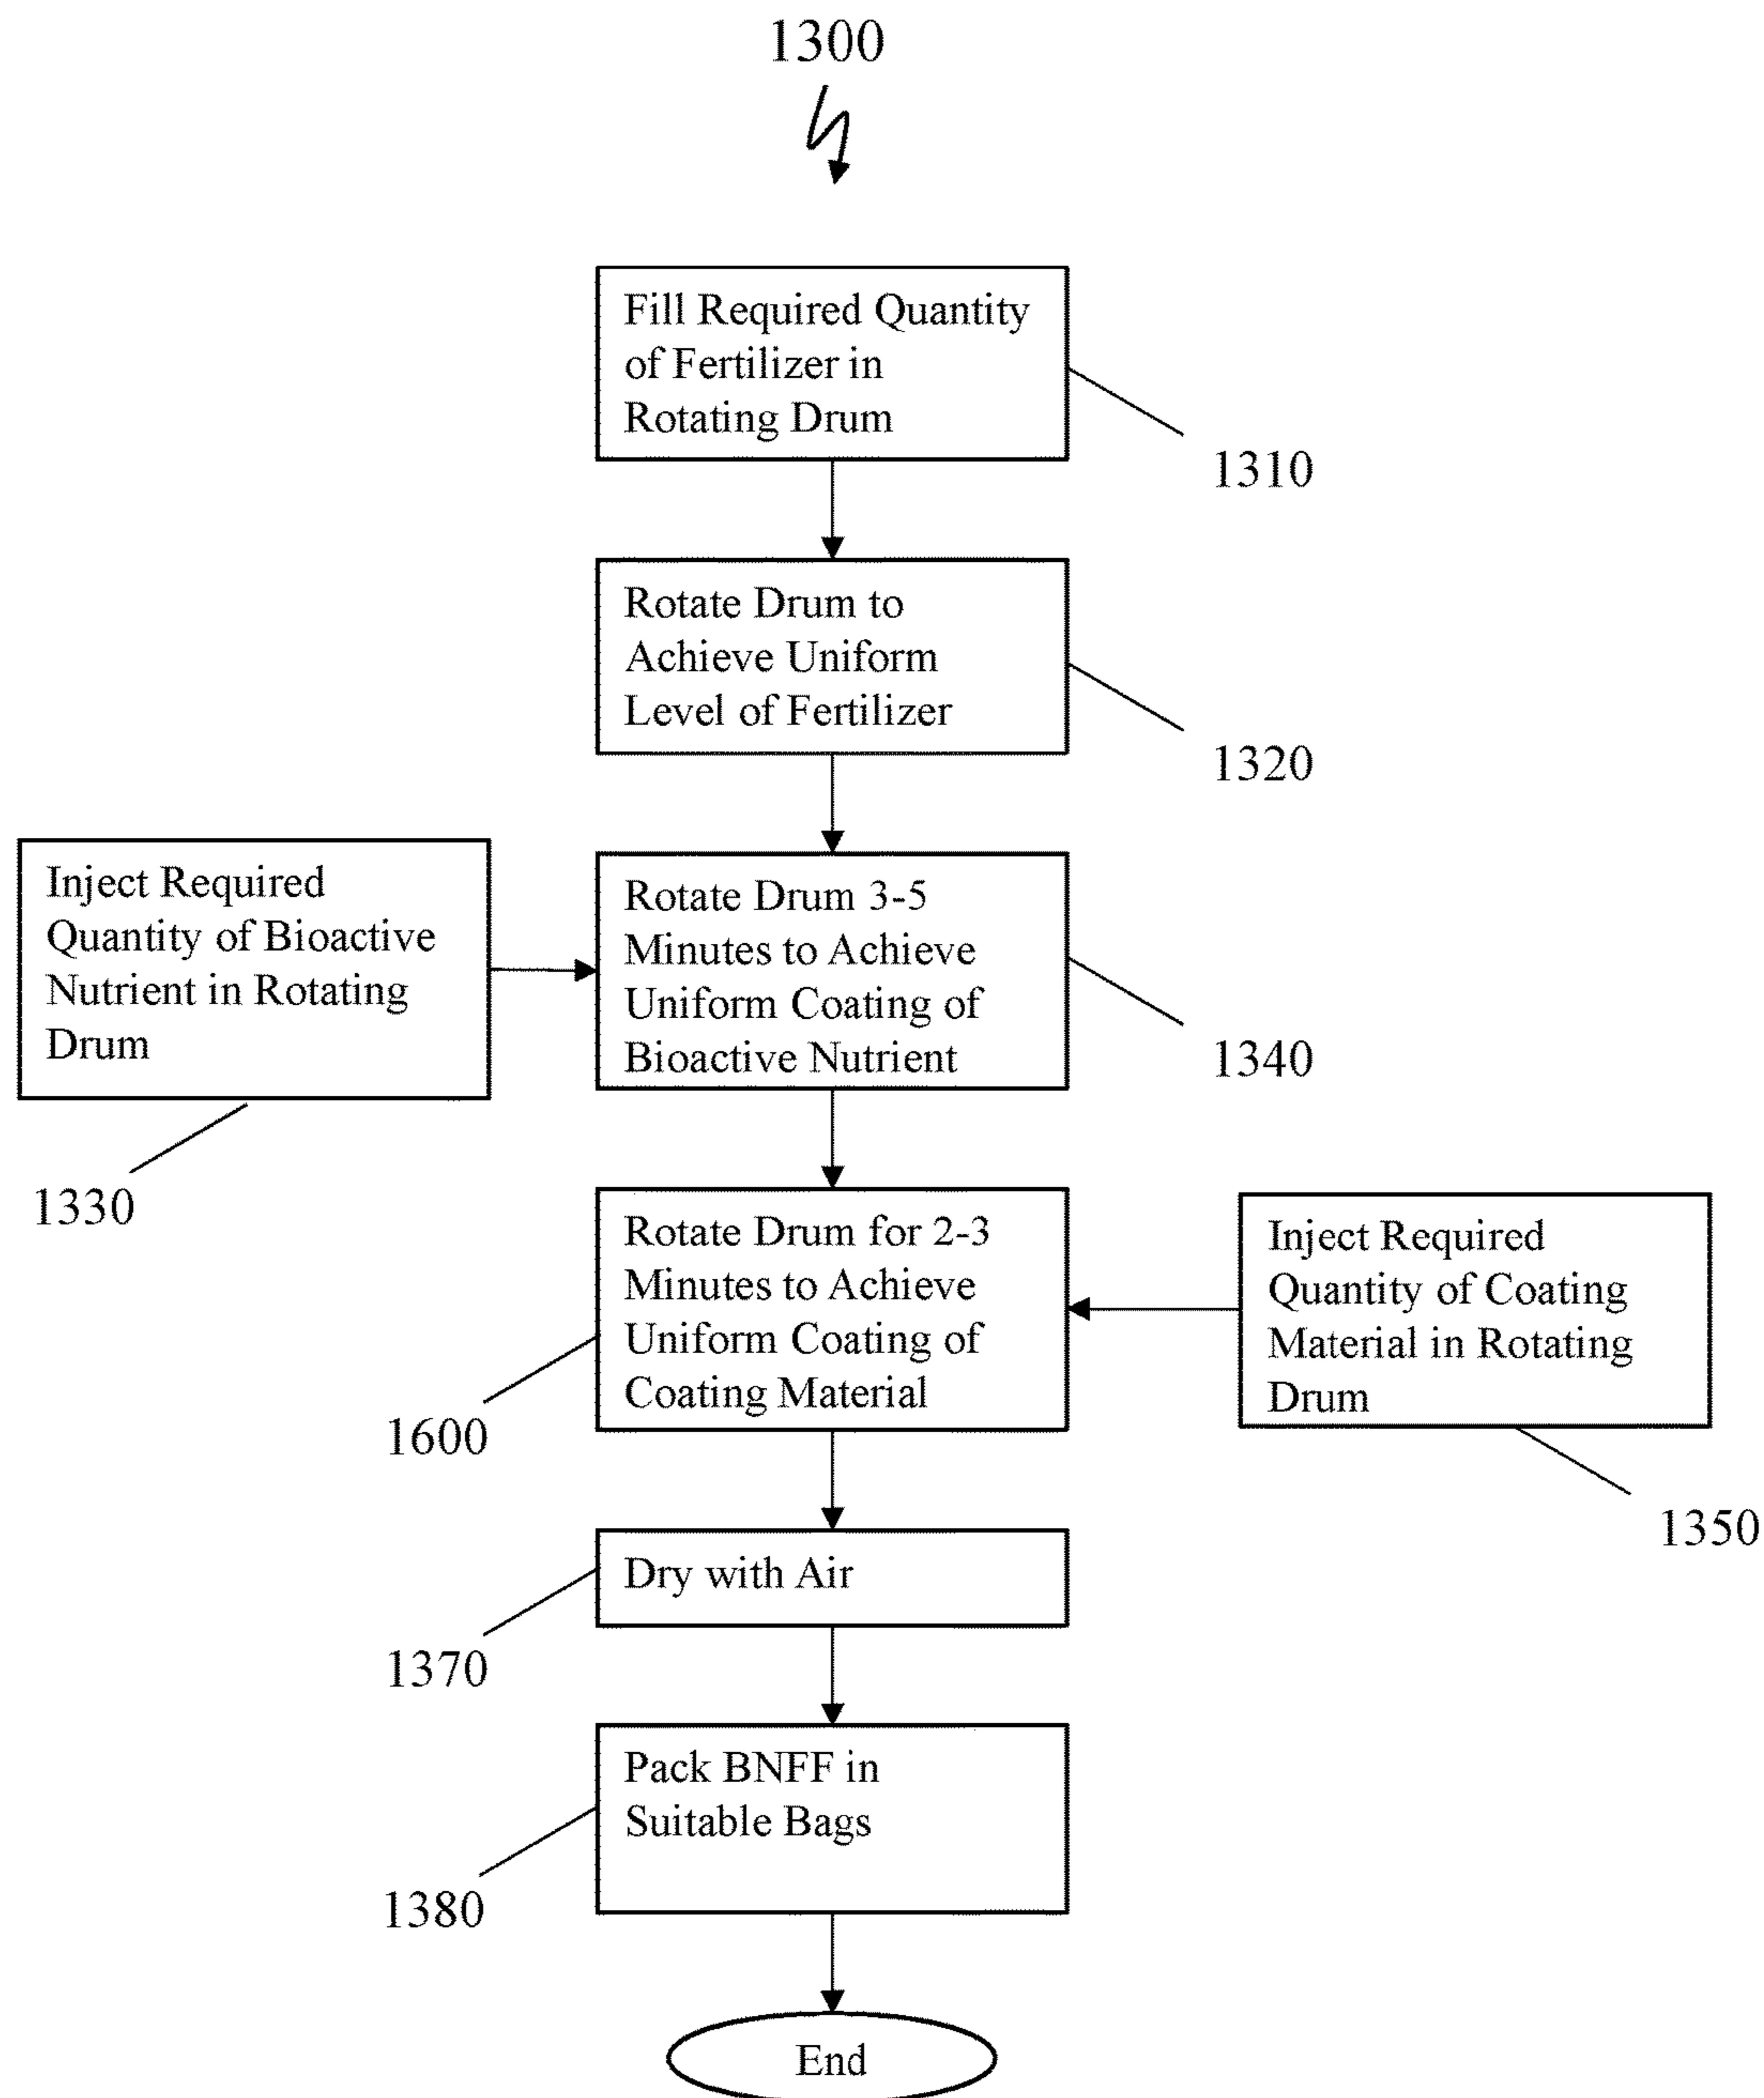 1300
Fill Required Quantity
of Fertilizer in
Rotating Drum
1310
Rotate Drum to
Achieve Uniform
Level of Fertilizer
1320
Inject Required
Quantity of Bioactive
Nutrient in Rotating
Drum
1330
Rotate Drum 3-5
Minutes to Achieve
Uniform Coating of
Bioactive Nutrient
1340
Rotate Drum for 2-3
Minutes to Achieve
Uniform Coating of
Coating Material
1600
Inject Required
Quantity of Coating
Material in Rotating
Drum
1350
Dry with Air
1370
Pack BNFF in
Suitable Bags
1380
End